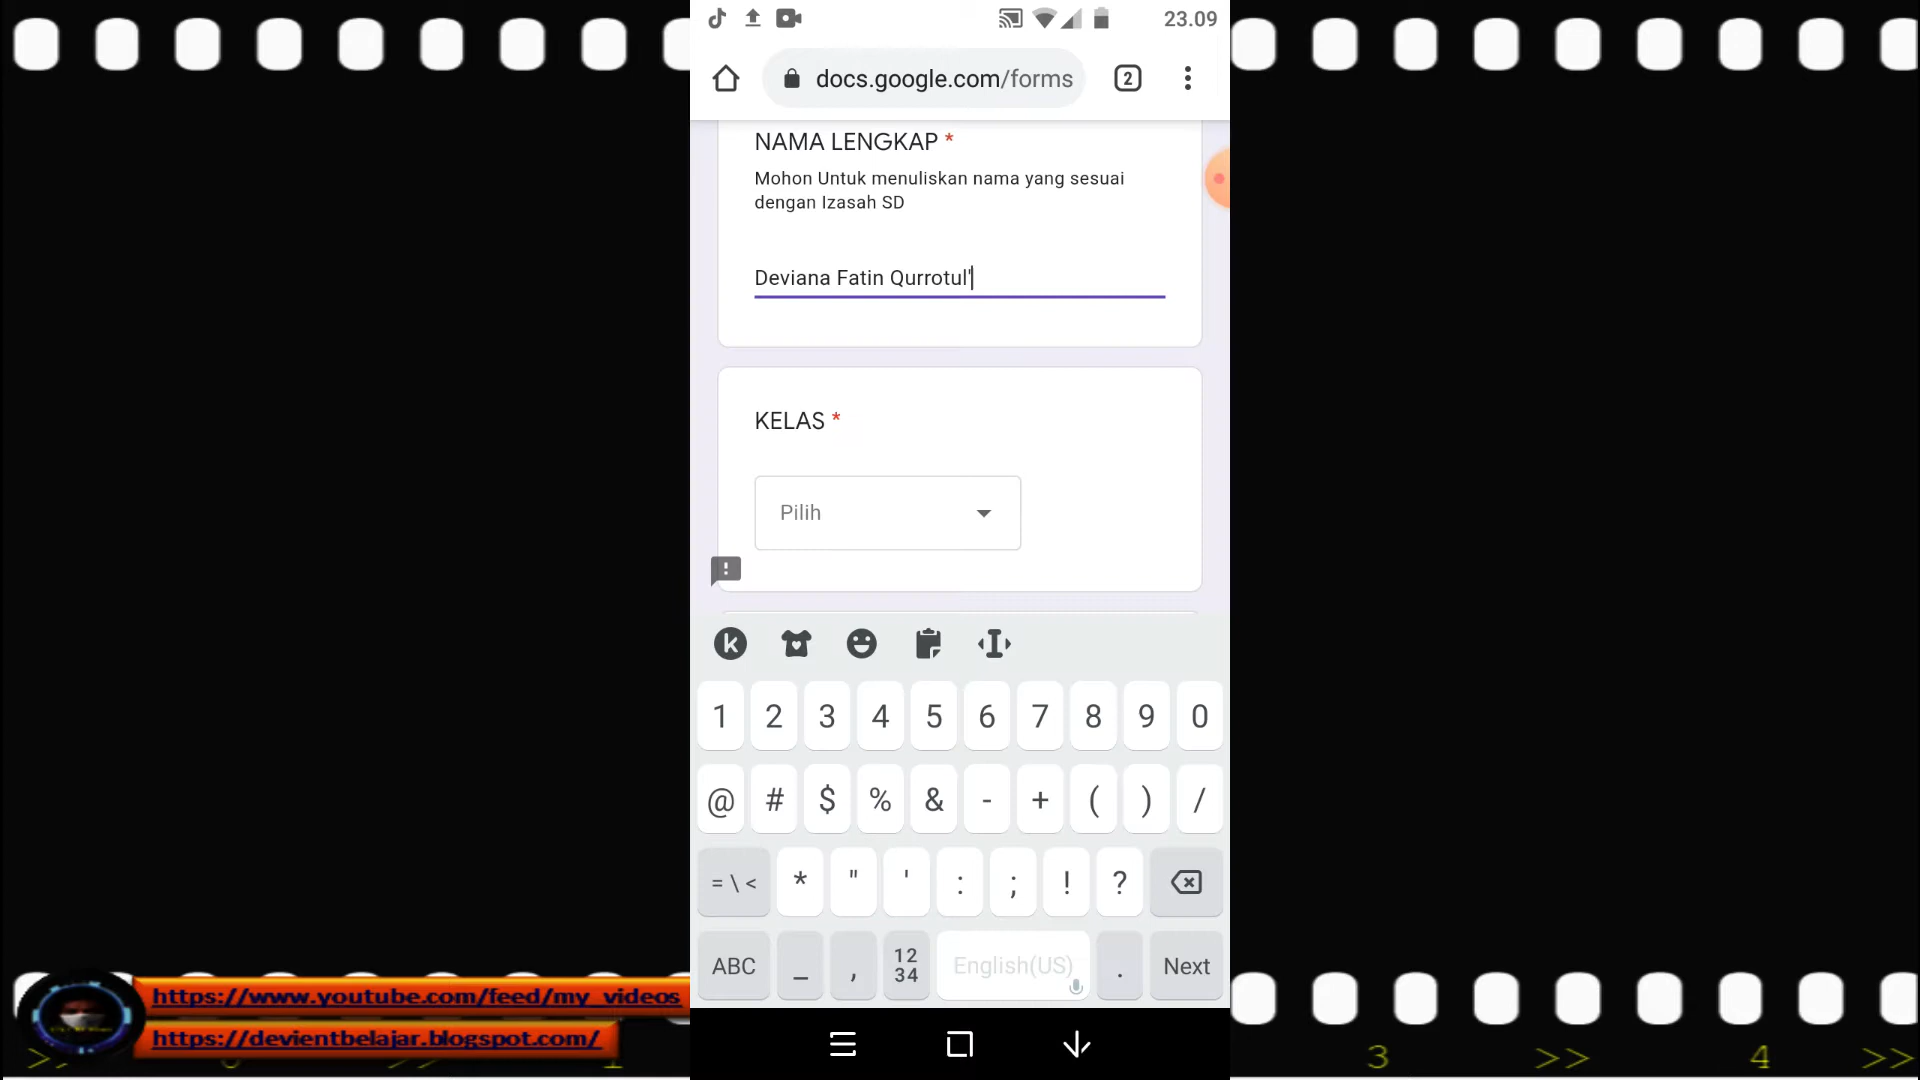 23.09
docs.google.com/forms
2
NAMA LENGKAP *
Mohon Untuk menuliskan nama yang sesuai
dengan Izasah SD
Deviana Fatin Qurrotul'
KELAS *
Pilih
1 2 3 4 5 6 7 8 9 0
@ # $ % & - + ( ) /
= \ < * " ' : ; ! ?
ABC _ , 12 34 English(US) . Next
https://www.youtube.com/feed/my_videos
https://devientbelajar.blogspot.com/
3 >> 4 >>